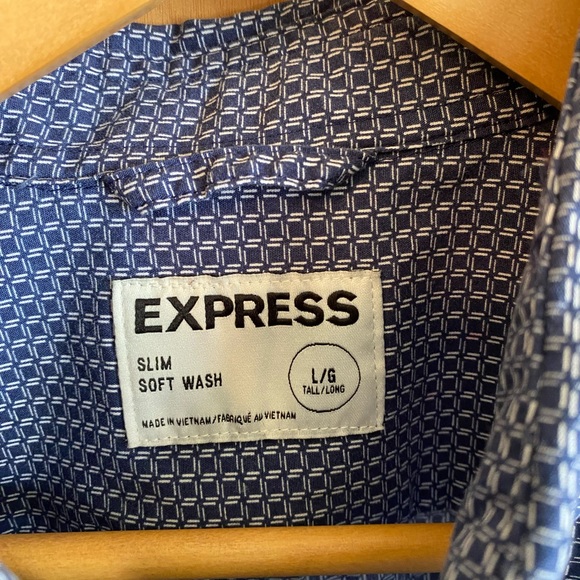 EXPRESS
SLIM
SOFT WASH
L/G
TALL/LONG
MADE IN VIETNAM/FABRIQUÉ AU VIETNAM